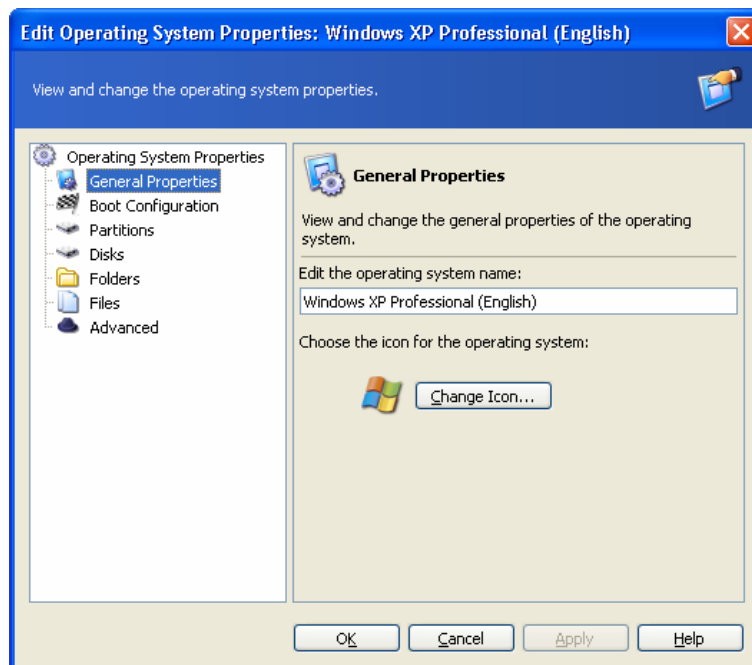 Edit Operating System Properties: Windows XP Professional (English)
View and change the operating system properties.
Operating System Properties
General Properties
Boot Configuration
Partitions
Disks
Folders
Files
Advanced
General Properties
View and change the general properties of the operating
system.
Edit the operating system name:
Windows XP Professional (English)
Choose the icon for the operating system:
Change Icon...
OK
Cancel
Apply
Help